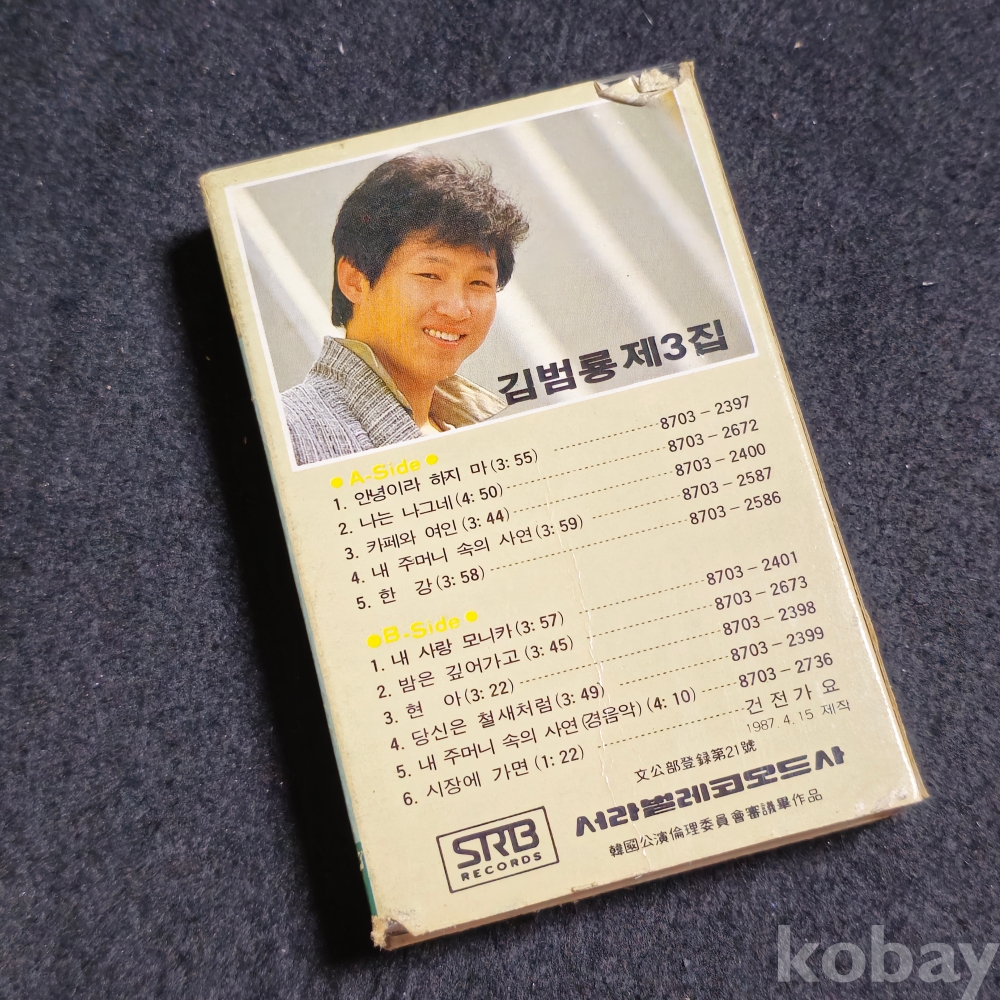 김범룡 제3집
●A-Side●
1. 안녕이라 하지 마(3: 55) 8703-2397
2. 나는 나그네(4: 50) 8703-2672
3. 카페와 여인(3: 44) 8703-2400
4. 내 주머니 속의 사연(3: 59) 8703-2587
5. 한 강(3: 58) 8703-2586
●B-Side●
1. 내 사랑 모니카(3: 57) 8703-2401
2. 밤은 깊어가고(3: 45) 8703-2673
3. 현 아(3: 22) 8703-2398
4. 당신은 철새처럼(3: 49) 8703-2399
5. 내 주머니 속의 사연(경음악)(4: 10) 8703-2736
6. 시장에 가면(1: 22) 건전가요
1987. 4. 15 제작
文公部登録第21號
SRB RECORDS
서라벌레코오드사
韓國公演倫理委員會審議畢作品
kobay